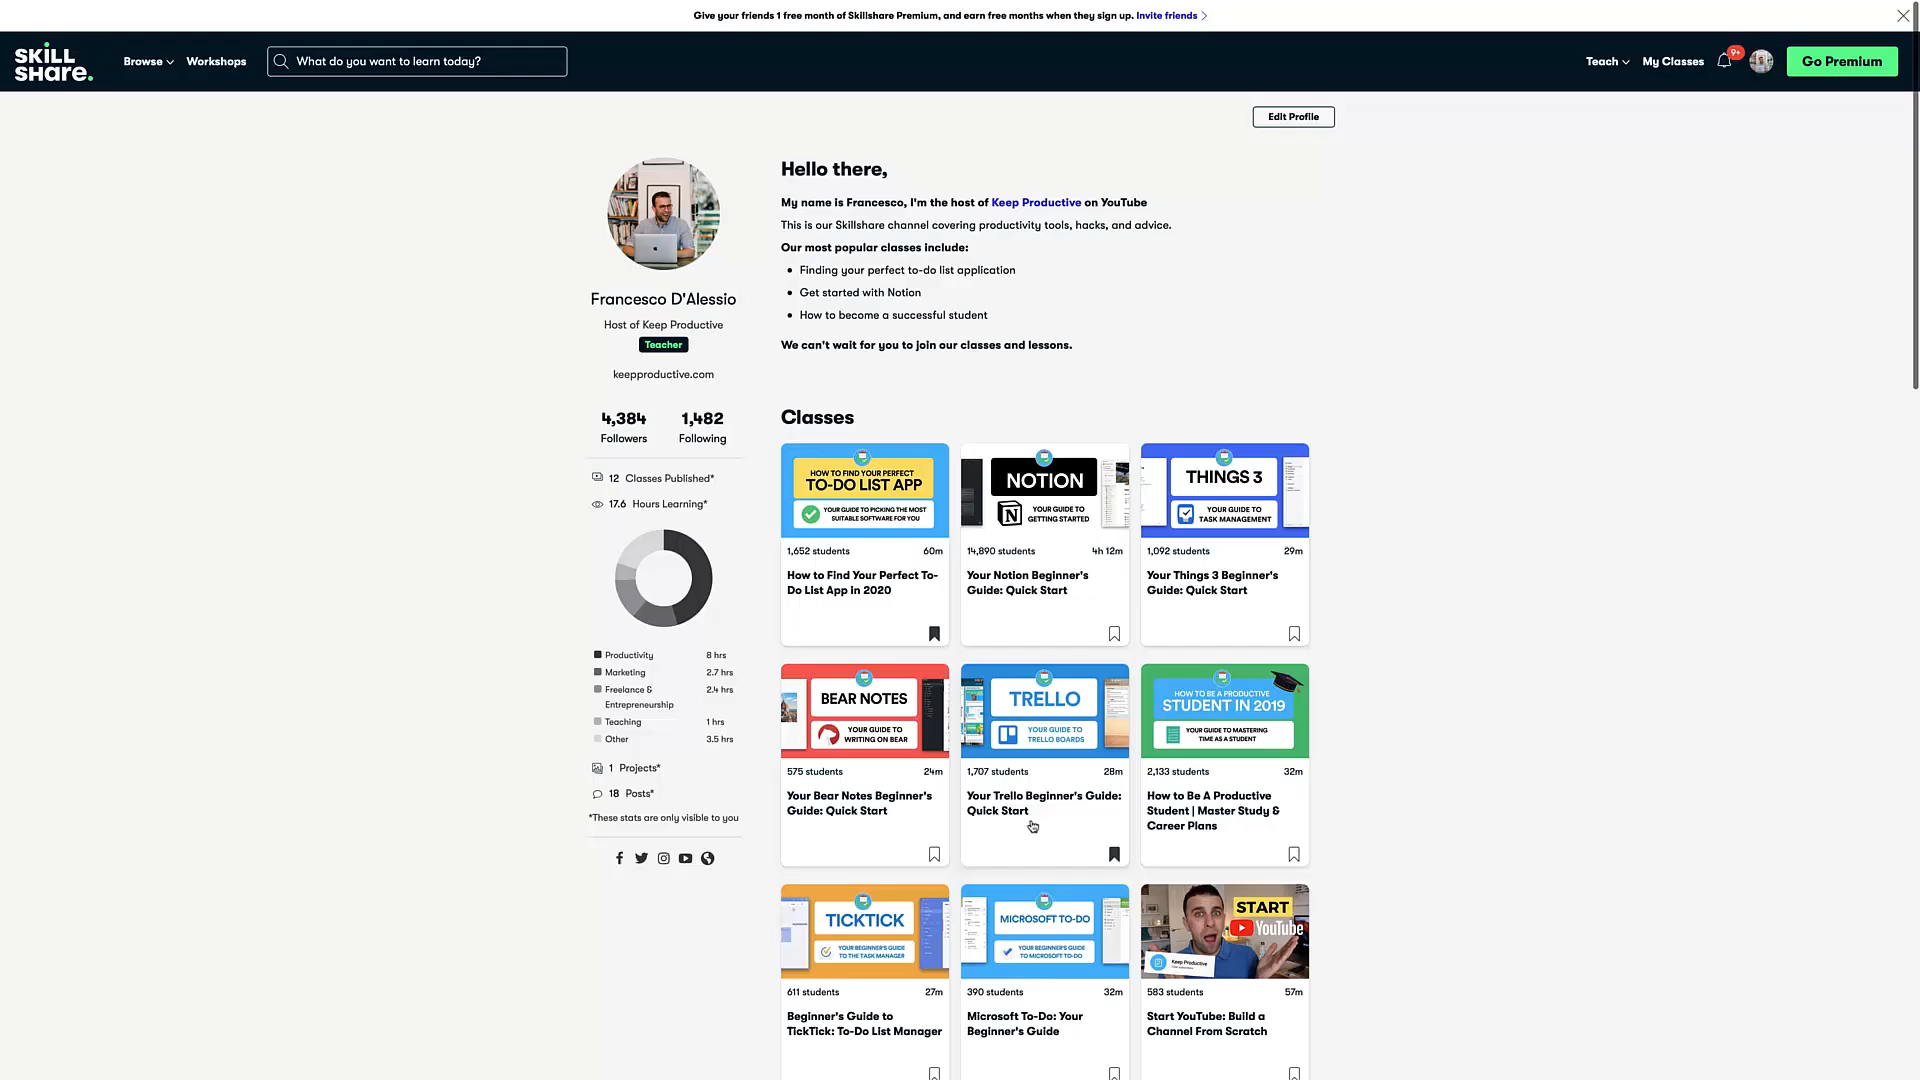 Give your friends 1 free month of Skillshare Premium, and earn free months when they sign up. Invite friends
SKILL
SHARE.
Browse
Workshops
What do you want to learn today?
Teach
My Classes
9+
Go Premium
Edit Profile
Francesco D'Alessio
Host of Keep Productive
Teacher
keepproductive.com
4,384
Followers
1,482
Following
12 Classes Published*
17.6 Hours Learning*
Productivity 8 hrs
Marketing 2.7 hrs
Freelance & 2.4 hrs
Entrepreneurship
Teaching 1 hrs
Other 3.5 hrs
1 Projects*
18 Posts*
*These stats are only visible to you
Hello there,
My name is Francesco, I'm the host of Keep Productive on YouTube
This is our Skillshare channel covering productivity tools, hacks, and advice.
Our most popular classes include:
Finding your perfect to-do list application
Get started with Notion
How to become a successful student
We can't wait for you to join our classes and lessons.
Classes
HOW TO FIND YOUR PERFECT
TO-DO LIST APP
YOUR GUIDE TO PICKING THE MOST
SUITABLE SOFTWARE FOR YOU
1,652 students 60m
How to Find Your Perfect To-
Do List App in 2020
NOTION
YOUR GUIDE TO
GETTING STARTED
14,890 students 4h 12m
Your Notion Beginner's
Guide: Quick Start
THINGS 3
YOUR GUIDE TO
TASK MANAGEMENT
1,092 students 29m
Your Things 3 Beginner's
Guide: Quick Start
BEAR NOTES
YOUR GUIDE TO
WRITING ON BEAR
575 students 24m
Your Bear Notes Beginner's
Guide: Quick Start
TRELLO
YOUR GUIDE TO
TRELLO BOARDS
1,707 students 28m
Your Trello Beginner's Guide:
Quick Start
HOW TO BE A PRODUCTIVE
STUDENT IN 2019
YOUR GUIDE TO MASTERING
TIME AS A STUDENT
2,133 students 32m
How to Be A Productive
Student | Master Study &
Career Plans
TICKTICK
YOUR BEGINNER'S GUIDE
TO THE TASK MANAGER
611 students 27m
Beginner's Guide to
TickTick: To-Do List Manager
MICROSOFT TO-DO
YOUR BEGINNER'S GUIDE
TO MICROSOFT TO-DO
390 students 32m
Microsoft To-Do: Your
Beginner's Guide
START
YouTube
Keep Productive
583 students 57m
Start YouTube: Build a
Channel From Scratch